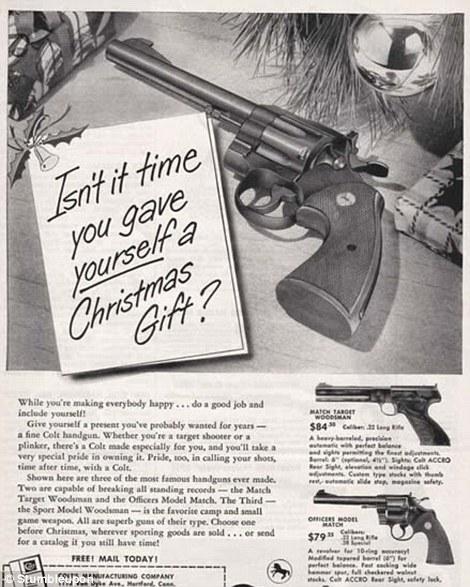 Isn't it time
you gave
yourself a
Christmas
Gift?
While you're making everybody happy . . . do a good job and
include yourself!
Give yourself a present you've probably wanted for years —
a fine Colt handgun. Whether you're a target shooter or a
plinker, there's a Colt made especially for you, and you'll take a
very special pride in owning it. Pride, too, in calling your shots,
time after time, with a Colt.
Shown here are three of the most famous handguns ever made.
Two are capable of breaking all standing records — the Match
Target Woodsman and the Officers Model Match. The Third —
the Sport Model Woodsman — is the favorite camp and small
game weapon. All are superb guns of their type. Choose one
before Christmas, wherever sporting goods are sold . . . or send
for a catalog if you still have time!
FREE! MAIL TODAY!
MANUFACTURING COMPANY
Ave., Hartford, Conn.
MATCH TARGET
WOODSMAN
$84.50 Caliber: .22 Long Rifle
A heavy-barreled, precision
automatic with perfect balance
and sights permitting the finest adjustments.
Barrel: 6" (optional, 4½"). Sights: Colt ACCRO
Rear Sight, elevation and windage click
adjustments. Custom type stocks with thumb
rest, automatic slide stop, magazine safety.
OFFICERS MODEL
MATCH
$79.25 Calibers:
.22 Long Rifle
.38 Special
A revolver for 10-ring accuracy!
Modified tapered barrel (6") for
perfect balance. Fast cocking wide
hammer spur, full checkered walnut
stocks. Colt ACCRO Rear Sight, safety lock.
© Stumbleupon